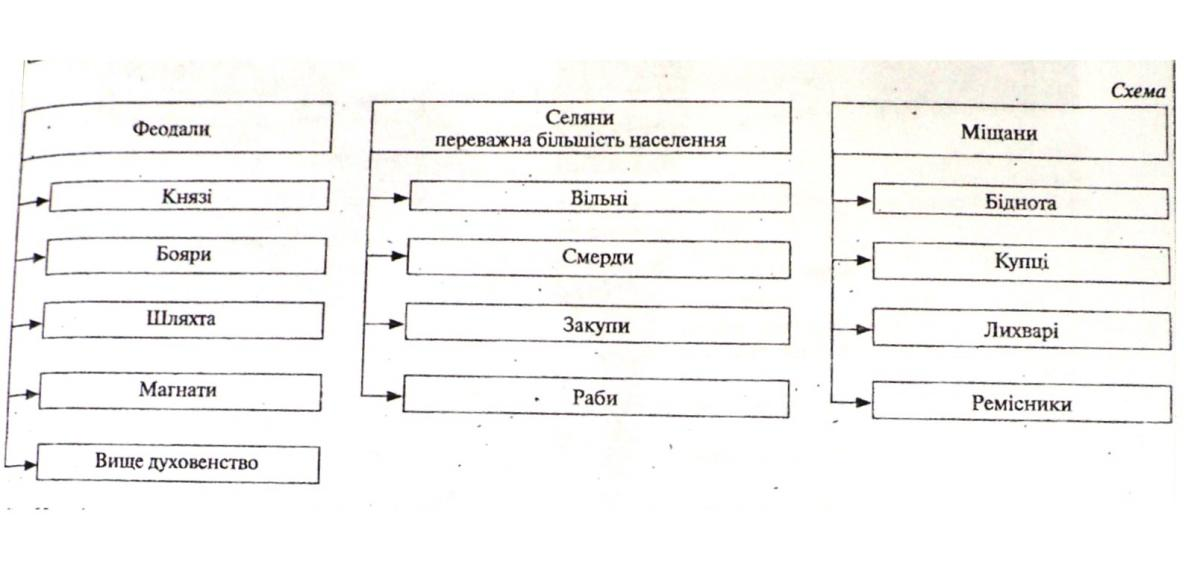 Схема
Феодали
Князі
Бояри
Шляхта
Магнати
Вище духовенство
Селяни
переважна більшість населення
Вільні
Смерди
Закупи
Раби
Міщани
Біднота
Купці
Лихварі
Ремісники